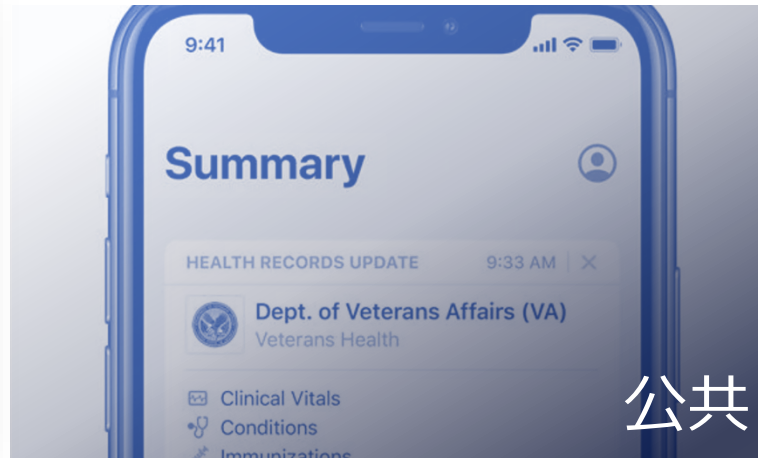 9:41
Summary
HEALTH RECORDS UPDATE 9:33 AM
Dept. of Veterans Affairs (VA)
Veterans Health
Clinical Vitals
Conditions
Immunizations
公共